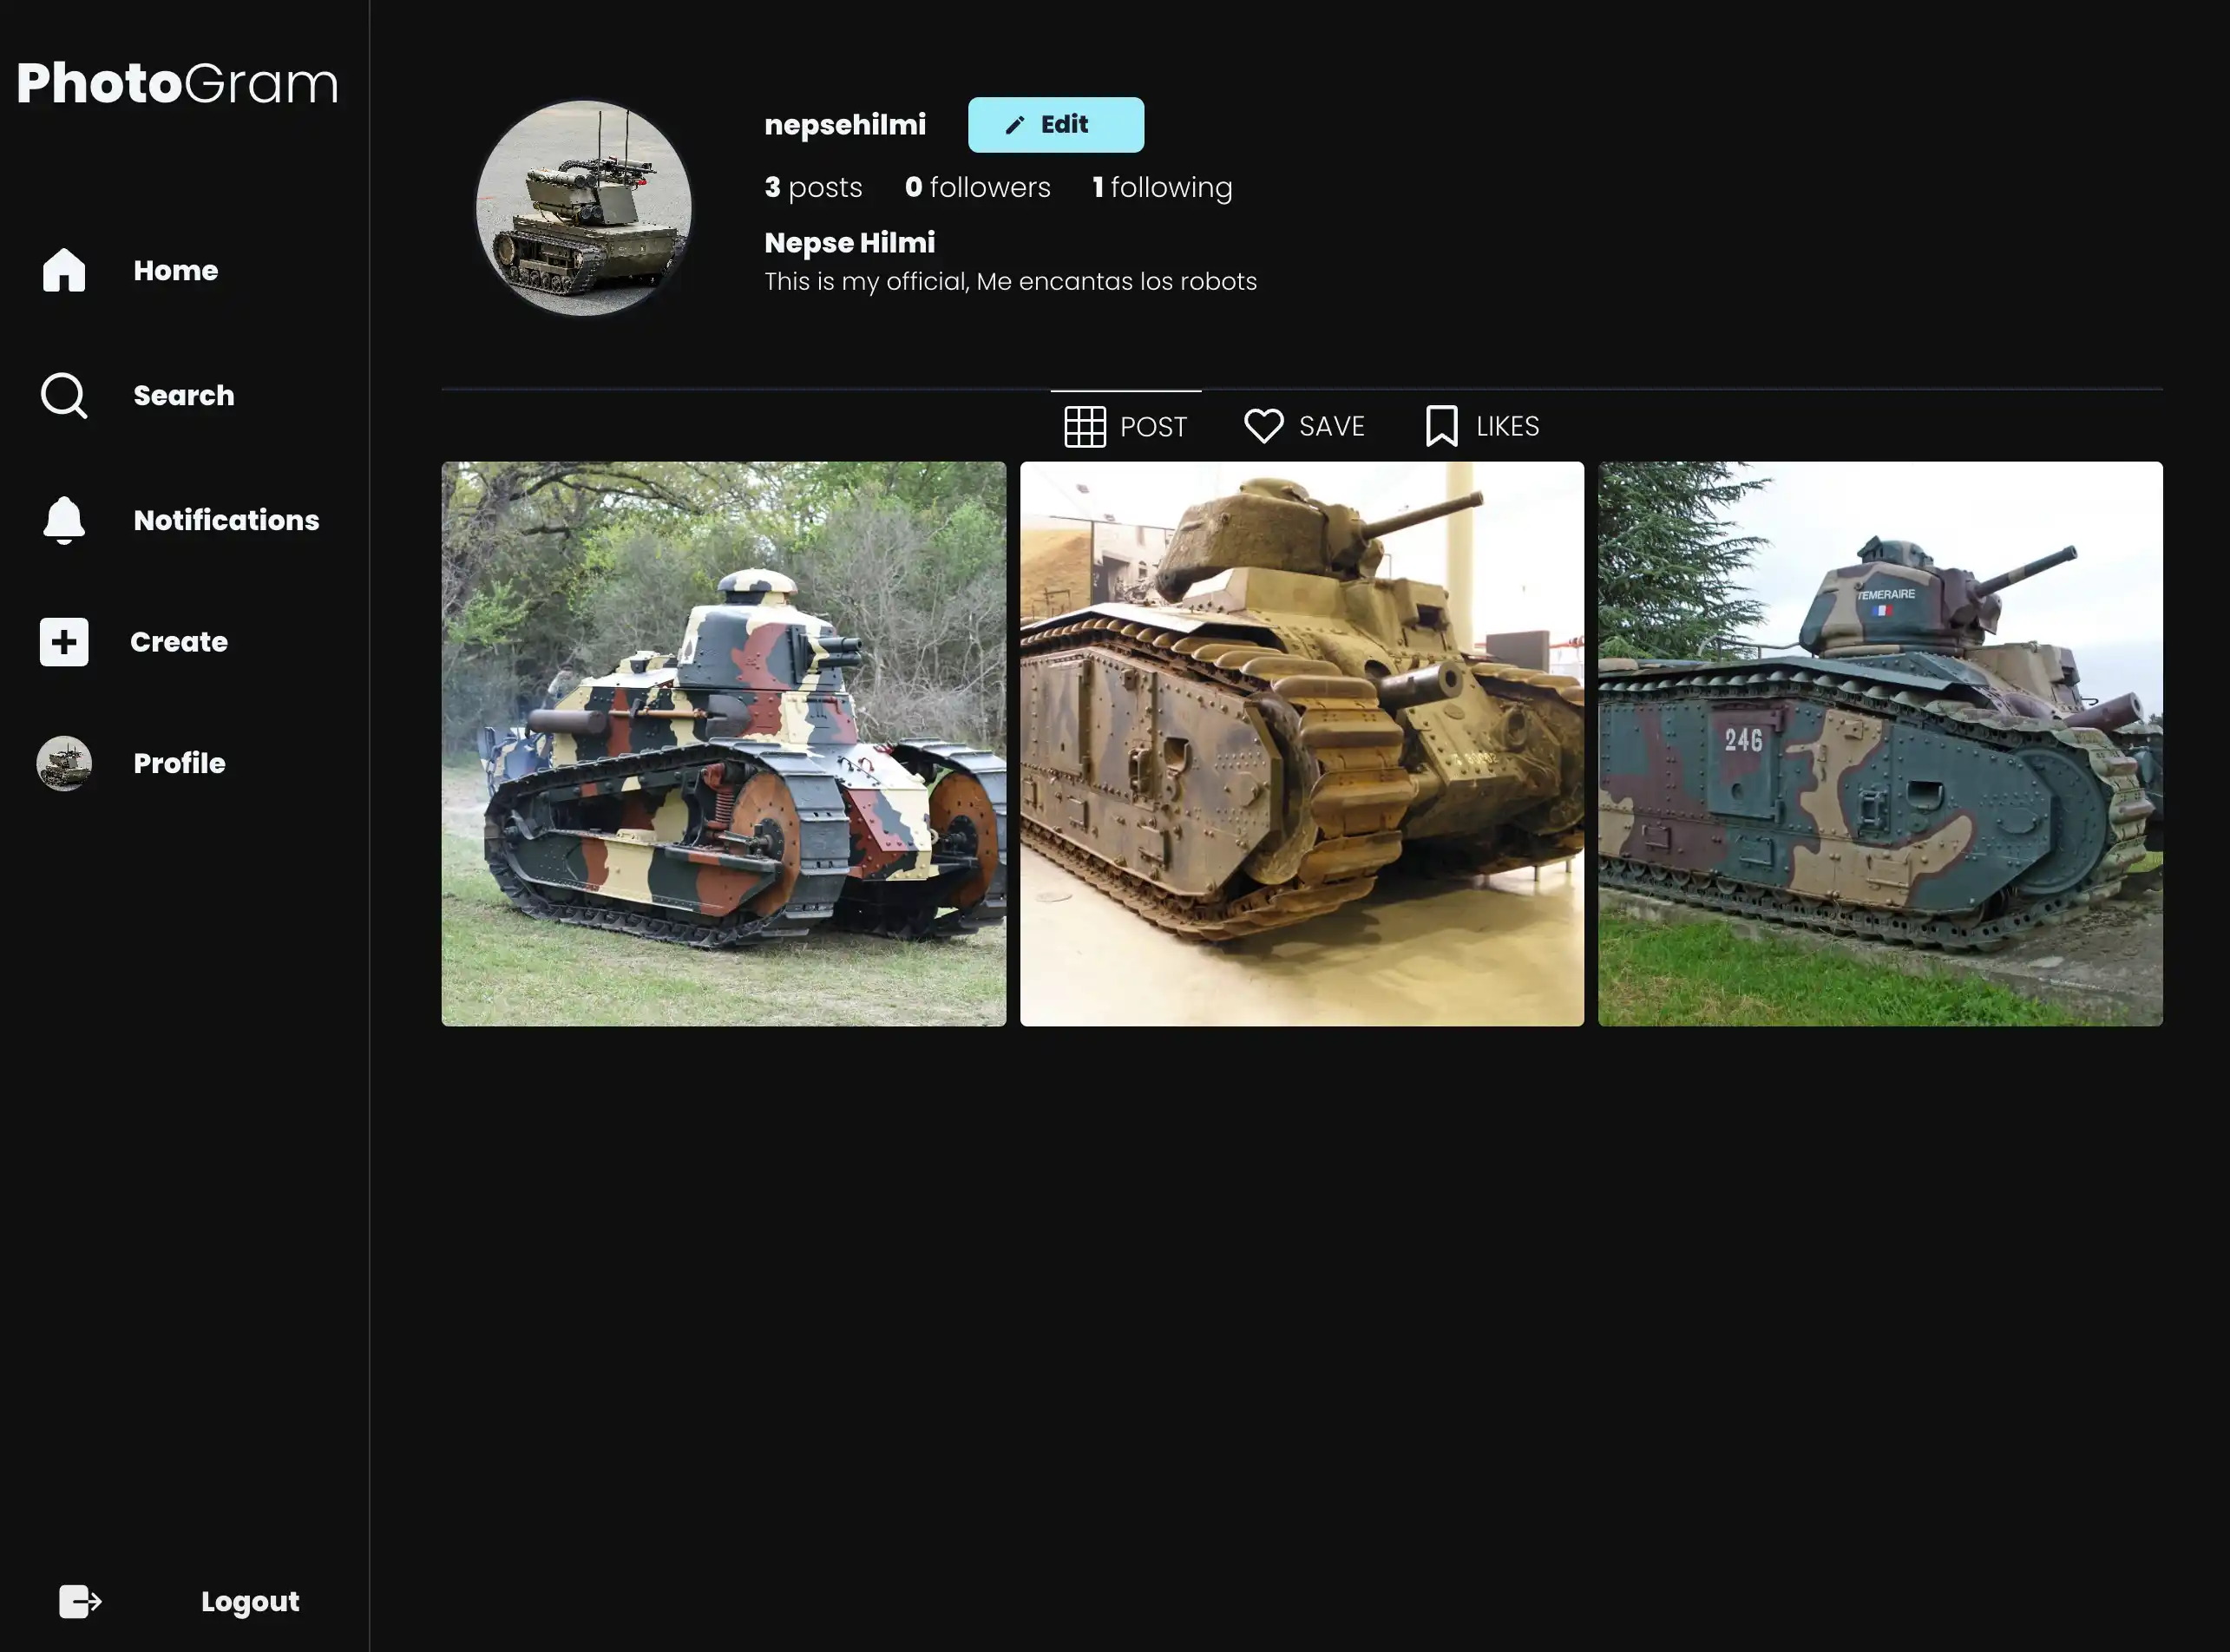 PhotoGram
Home
Search
Notifications
Create
Profile
Logout
nepsehilmi
Edit
3 posts 0 followers 1 following
Nepse Hilmi
This is my official, Me encantas los robots
POST SAVE LIKES
TEMERAIRE
246